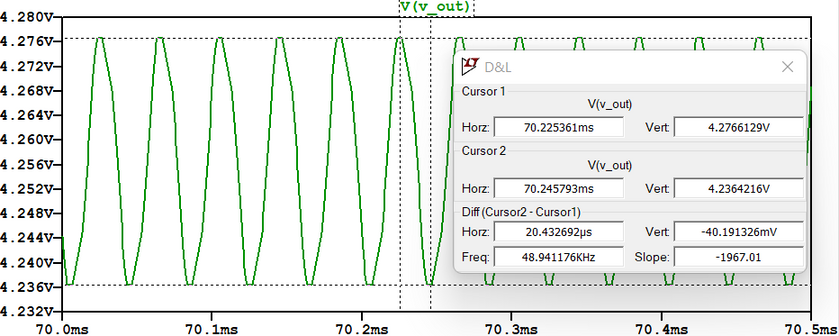 V(v_out)
4.280V
4.276V
4.272V
4.268V
4.264V
4.260V
4.256V
4.252V
4.248V
4.244V
4.240V
4.236V
4.232V
70.0ms 70.1ms 70.2ms 70.3ms 70.4ms 70.5ms
D&L
Cursor 1
V(v_out)
Horz: 70.225361ms Vert: 4.2766129V
Cursor 2
V(v_out)
Horz: 70.245793ms Vert: 4.2364216V
Diff (Cursor2 - Cursor1)
Horz: 20.432692µs Vert: -40.191326mV
Freq: 48.941176KHz Slope: -1967.01